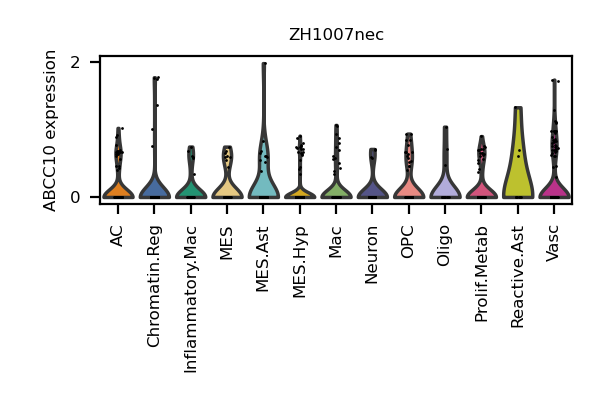 ZH1007nec
ABCC10 expression
2
0
AC
Chromatin.Reg
Inflammatory.Mac
MES
MES.Ast
MES.Hyp
Mac
Neuron
OPC
Oligo
Prolif.Metab
Reactive.Ast
Vasc